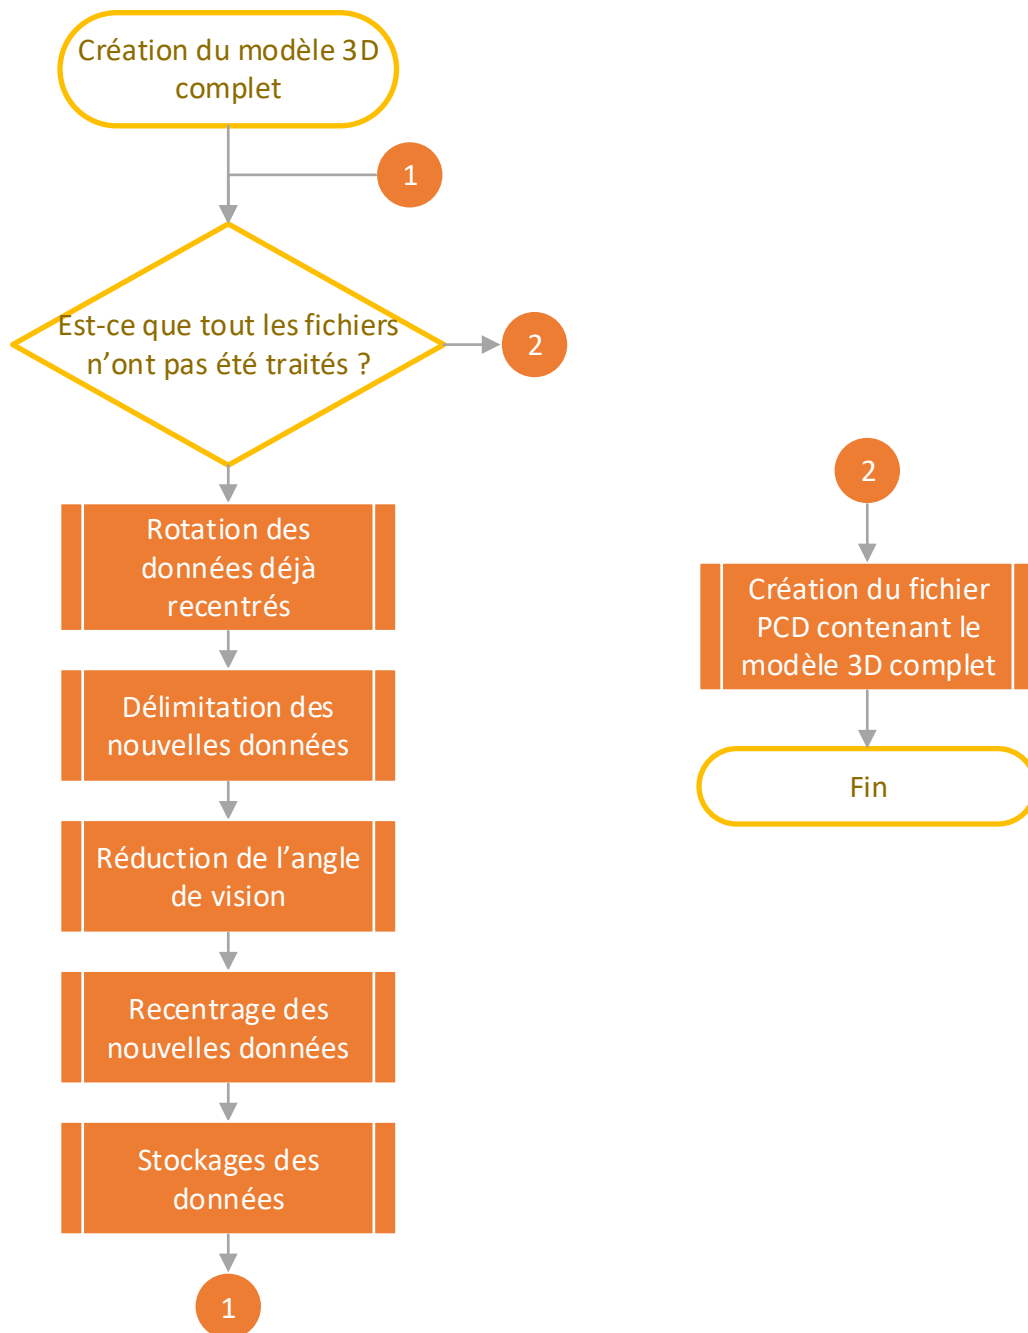 Création du modèle 3D
complet
1
Est-ce que tout les fichiers
n’ont pas été traités ?
2
Rotation des
données déjà
recentrés
Délimitation des
nouvelles données
Réduction de l’angle
de vision
Recentrage des
nouvelles données
Stockages des
données
1
2
Création du fichier
PCD contenant le
modèle 3D complet
Fin